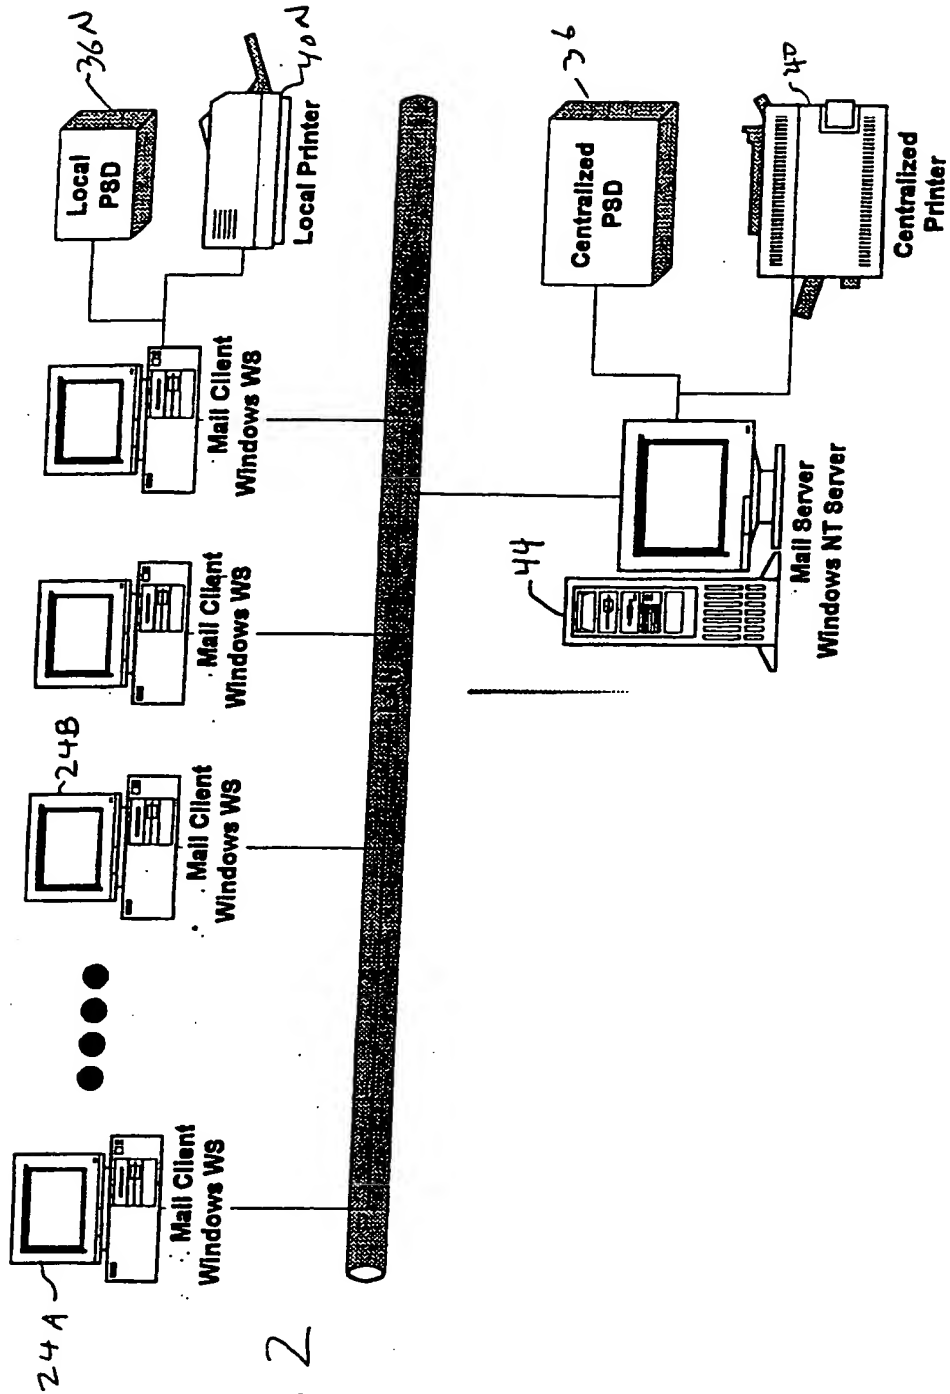 24A
Mail Client
Windows WS
24B
Mail Client
Windows WS
Mail Client
Windows WS
Mail Client
Windows WS
Local
PSD
36N
Local Printer
40N
44
Mail Server
Windows NT Server
Centralized
PSD
36
Centralized
Printer
40
2